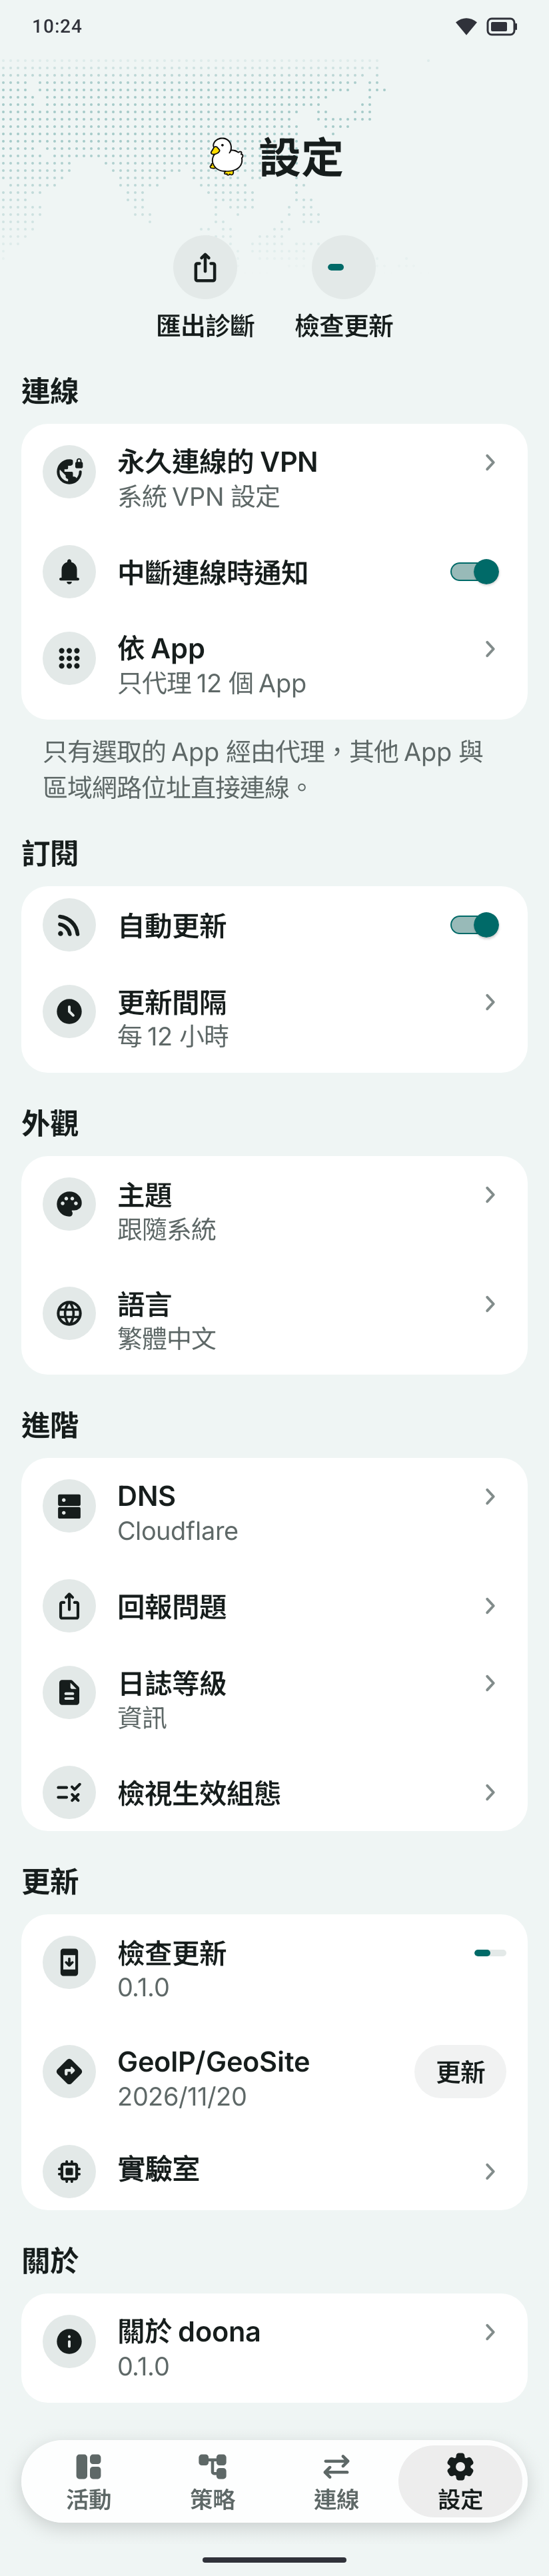 10:24
設定
匯出診斷
檢查更新
連線
永久連線的 VPN
系統 VPN 設定
中斷連線時通知
依 App
只代理 12 個 App
只有選取的 App 經由代理，其他 App 與
區域網路位址直接連線。
訂閱
自動更新
更新間隔
每 12 小時
外觀
主題
跟隨系統
語言
繁體中文
進階
DNS
Cloudflare
回報問題
日誌等級
資訊
檢視生效組態
更新
檢查更新
0.1.0
GeoIP/GeoSite
2026/11/20
更新
實驗室
關於
關於 doona
0.1.0
活動
策略
連線
設定